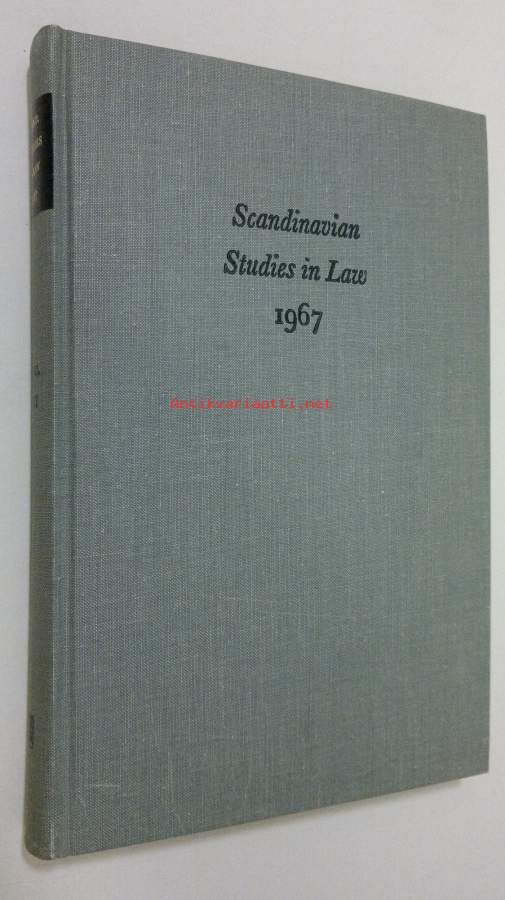 Scandinavian
Studies in Law
1967
Antikvariaatti.net